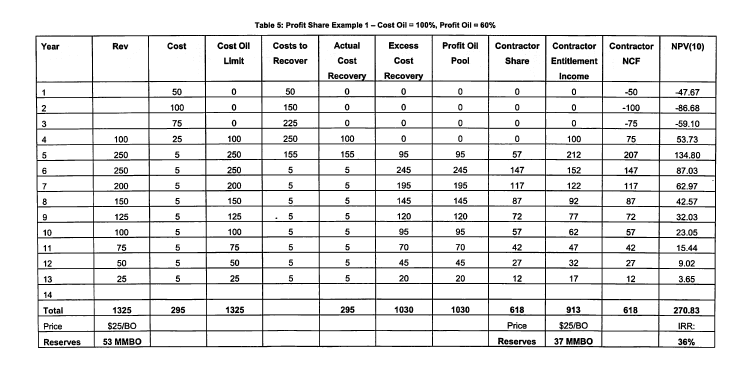 Table 5: Profit Share Example 1 – Cost Oil = 100%, Profit Oil = 60%
Year Rev Cost Cost Oil Limit Costs to Recover Actual Cost Recovery Excess Cost Recovery Profit Oil Pool Contractor Share Contractor Entitlement Income Contractor NCF NPV(10)
1 50 0 50 0 0 0 0 0 -50 -47.67
2 100 0 150 0 0 0 0 0 -100 -86.68
3 75 0 225 0 0 0 0 0 -75 -59.10
4 100 25 100 250 100 0 0 0 100 75 53.73
5 250 5 250 155 155 95 95 57 212 207 134.80
6 250 5 250 5 5 245 245 147 152 147 87.03
7 200 5 200 5 5 195 195 117 122 117 62.97
8 150 5 150 5 5 145 145 87 92 87 42.57
9 125 5 125 5 5 120 120 72 77 72 32.03
10 100 5 100 5 5 95 95 57 62 57 23.05
11 75 5 75 5 5 70 70 42 47 42 15.44
12 50 5 50 5 5 45 45 27 32 27 9.02
13 25 5 25 5 5 20 20 12 17 12 3.65
14
Total 1325 295 1325 295 1030 1030 618 913 618 270.83
Price $25/BO Price $25/BO IRR:
Reserves 53 MMBO Reserves 37 MMBO 36%